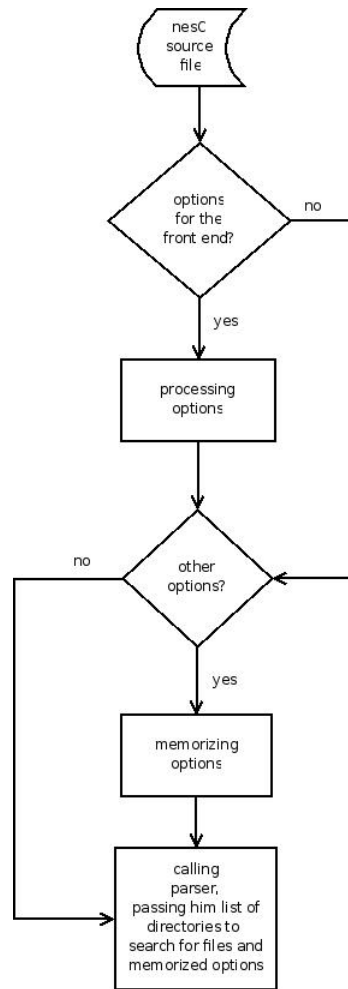 nesC
source
file
options
for the
front end?
no
yes
processing
options
no
other
options?
yes
memorizing
options
calling
parser,
passing him list of
directories to
search for files and
memorized options